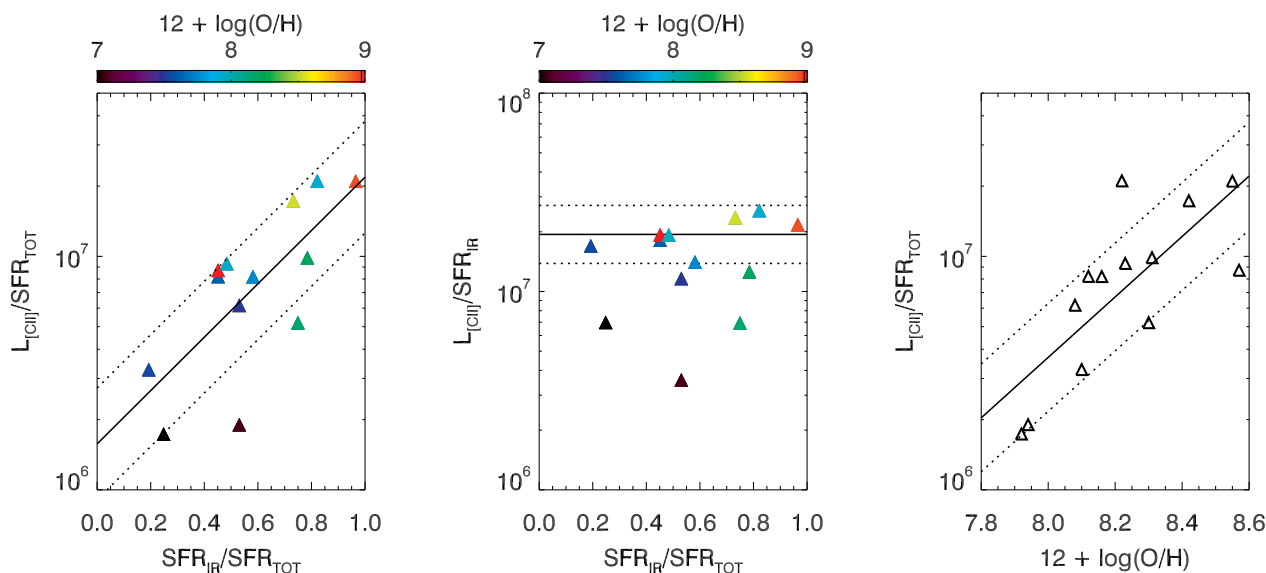 12 + log(O/H)
7 8 9
L[CII]/SFRTOT
10^7
10^6
0.0 0.2 0.4 0.6 0.8 1.0
SFRIR/SFRTOT
12 + log(O/H)
7 8 9
L[CII]/SFRIR
10^8
10^7
10^6
0.0 0.2 0.4 0.6 0.8 1.0
SFRIR/SFRTOT
L[CII]/SFRTOT
10^7
10^6
7.8 8.0 8.2 8.4 8.6
12 + log(O/H)